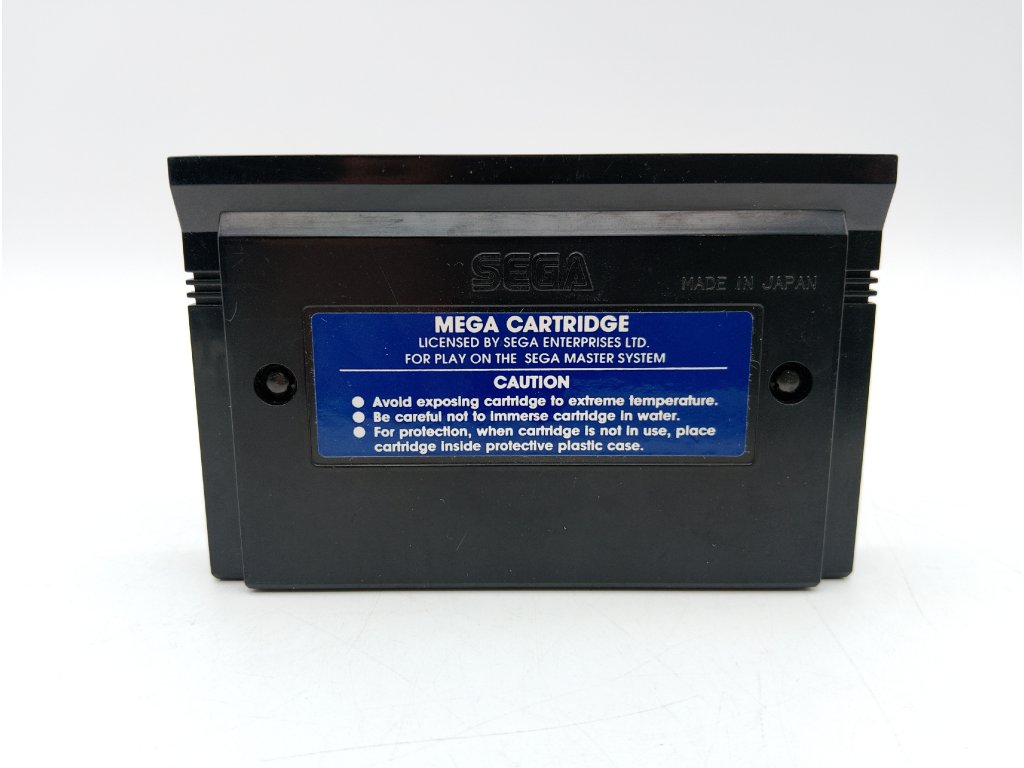 SEGA
MADE IN JAPAN
MEGA CARTRIDGE
LICENSED BY SEGA ENTERPRISES LTD.
FOR PLAY ON THE SEGA MASTER SYSTEM
CAUTION
● Avoid exposing cartridge to extreme temperature.
● Be careful not to immerse cartridge in water.
● For protection, when cartridge is not in use, place
cartridge inside protective plastic case.